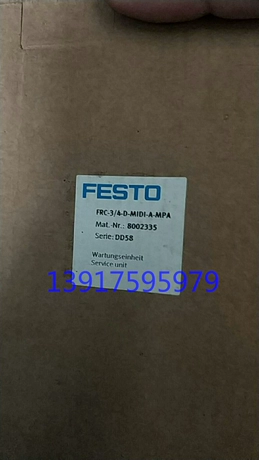 FESTO
FRC-3/4-D-MIDI-A-MPA
Mat.-Nr.: 8002335
Serie: DD58
Wartungseinheit
Service unit
13917595979